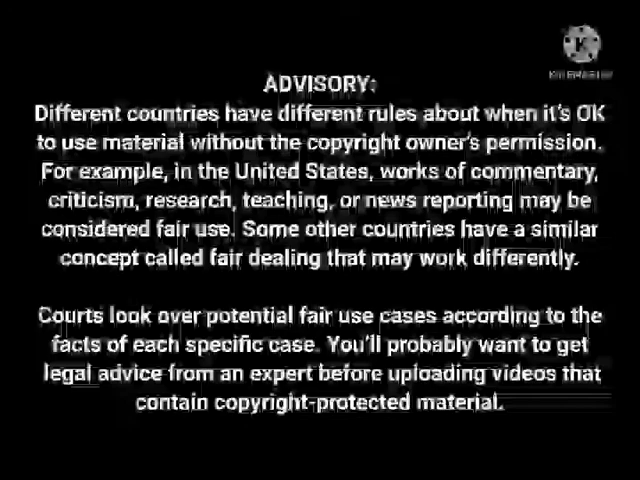 KINEMASTER
ADVISORY:
Different countries have different rules about when it's OK
to use material without the copyright owner's permission.
For example, in the United States, works of commentary,
criticism, research, teaching, or news reporting may be
considered fair use. Some other countries have a similar
concept called fair dealing that may work differently.
Courts look over potential fair use cases according to the
facts of each specific case. You'll probably want to get
legal advice from an expert before uploading videos that
contain copyright-protected material.